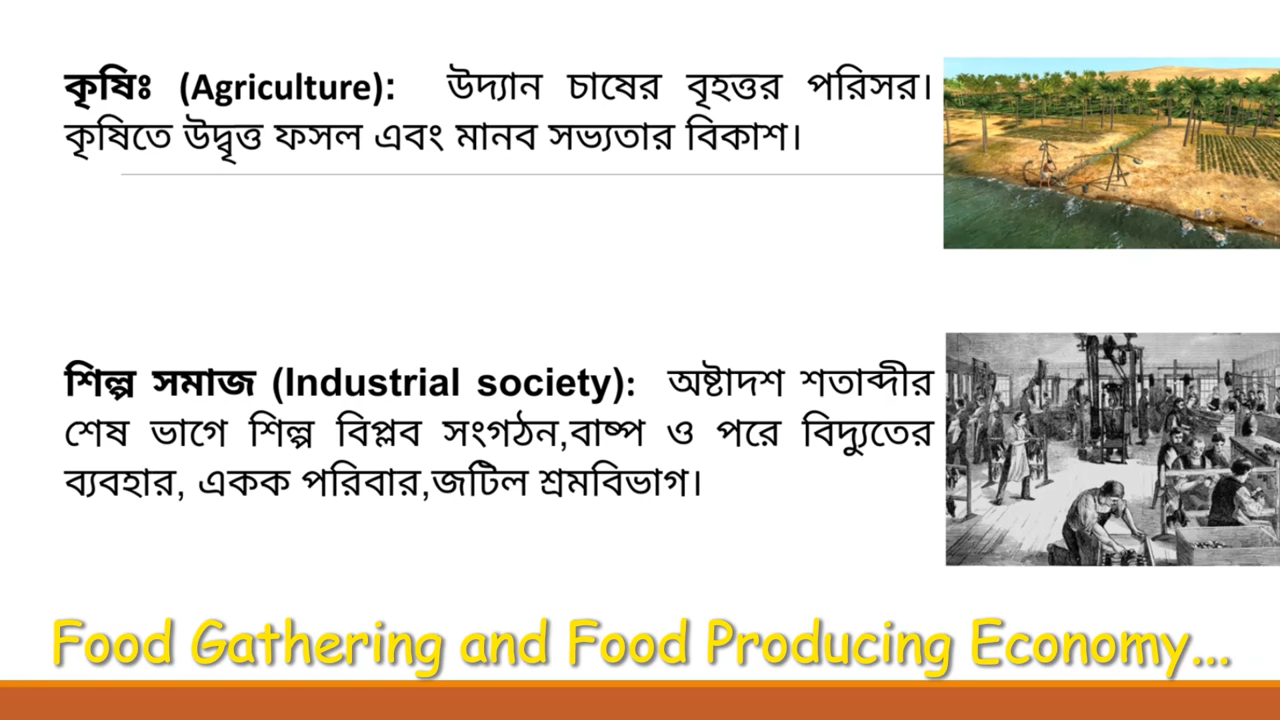 কৃষিঃ (Agriculture): উদ্যান চাষের বৃহত্তর পরিসর।
কৃষিতে উদ্বৃত্ত ফসল এবং মানব সভ্যতার বিকাশ।
শিল্প সমাজ (Industrial society): অষ্টাদশ শতাব্দীর
শেষ ভাগে শিল্প বিপ্লব সংগঠন,বাষ্প ও পরে বিদ্যুতের
ব্যবহার, একক পরিবার,জটিল শ্রমবিভাগ।
Food Gathering and Food Producing Economy...